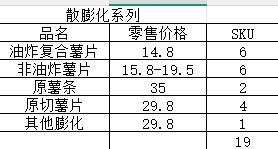 散膨化系列
品名 零售价格 SKU
油炸复合薯片 14.8 6
非油炸薯片 15.8-19.5 6
原薯条 35 2
原切薯片 29.8 4
其他膨化 29.8 1
19